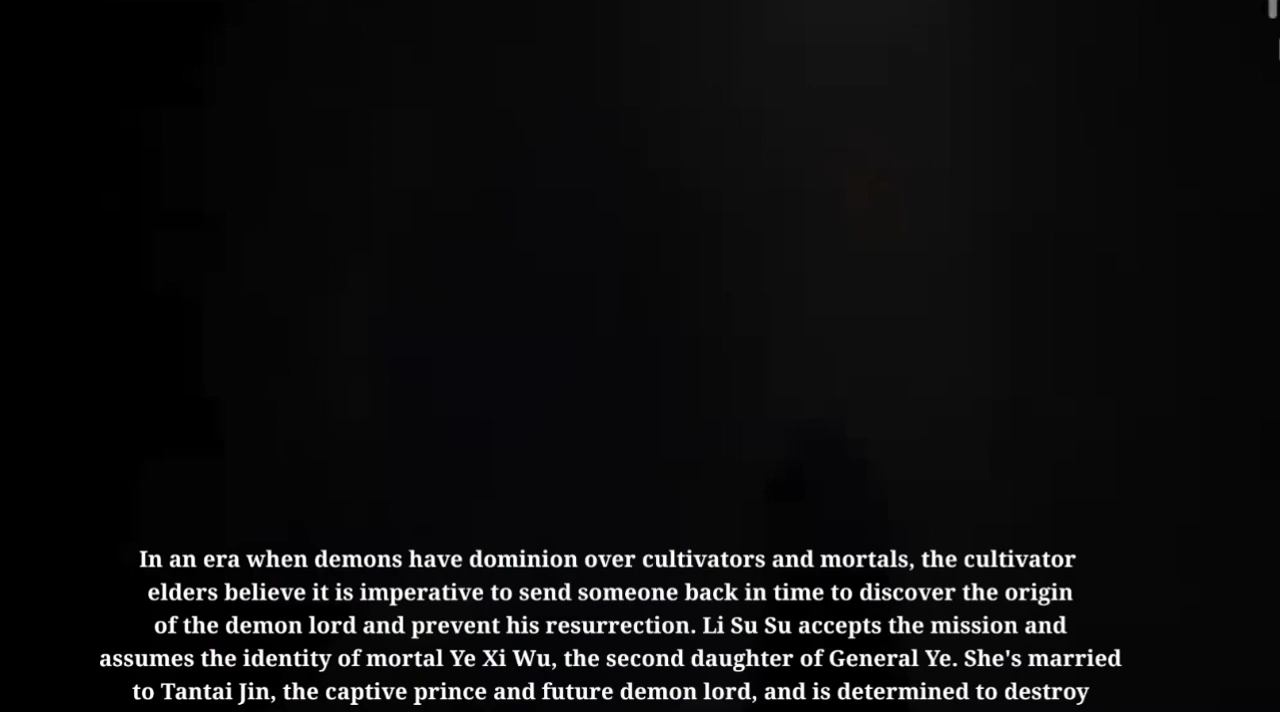 In an era when demons have dominion over cultivators and mortals, the cultivator
elders believe it is imperative to send someone back in time to discover the origin
of the demon lord and prevent his resurrection. Li Su Su accepts the mission and
assumes the identity of mortal Ye Xi Wu, the second daughter of General Ye. She's married
to Tantai Jin, the captive prince and future demon lord, and is determined to destroy